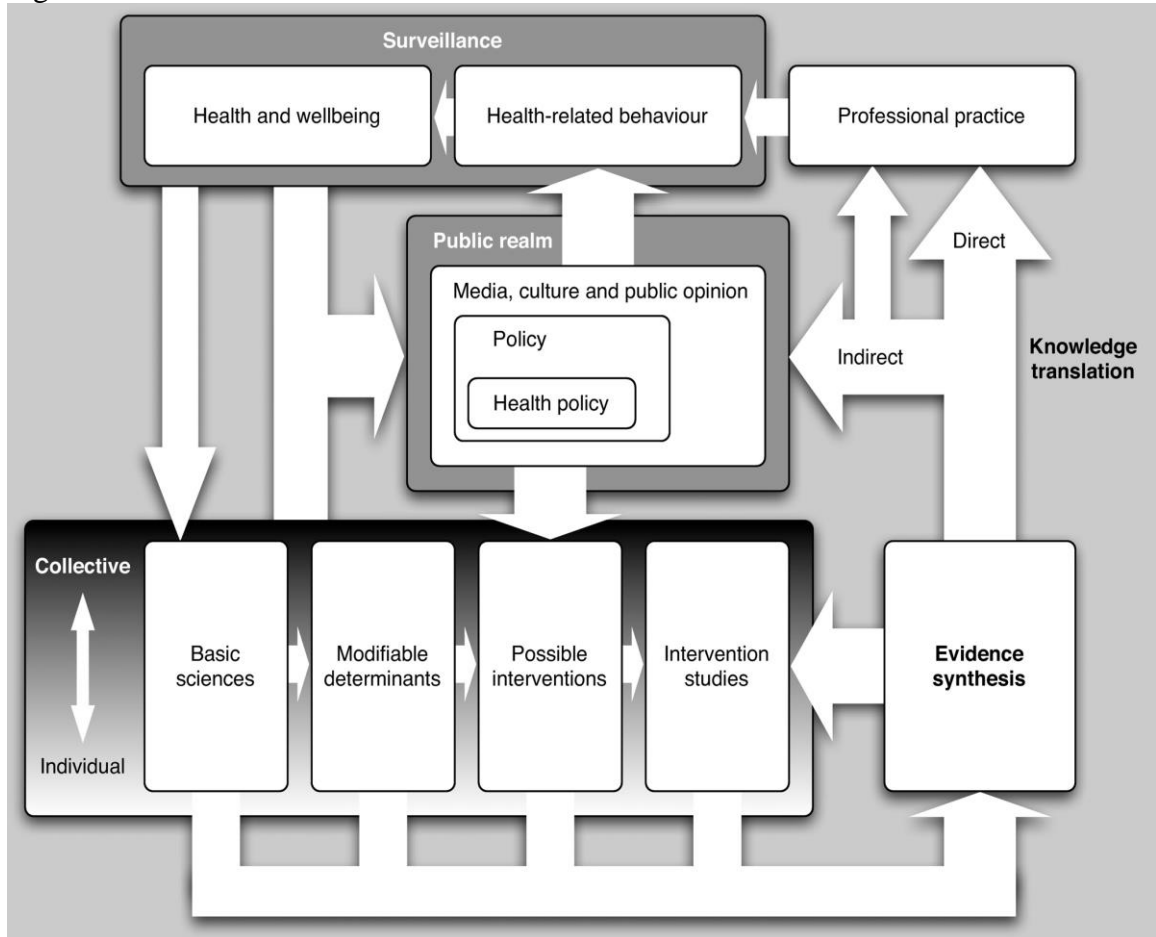 Surveillance
Health and wellbeing
Health-related behaviour
Professional practice
Public realm
Media, culture and public opinion
Policy
Health policy
Direct
Indirect
Knowledge
translation
Collective
Individual
Basic
sciences
Modifiable
determinants
Possible
interventions
Intervention
studies
Evidence
synthesis